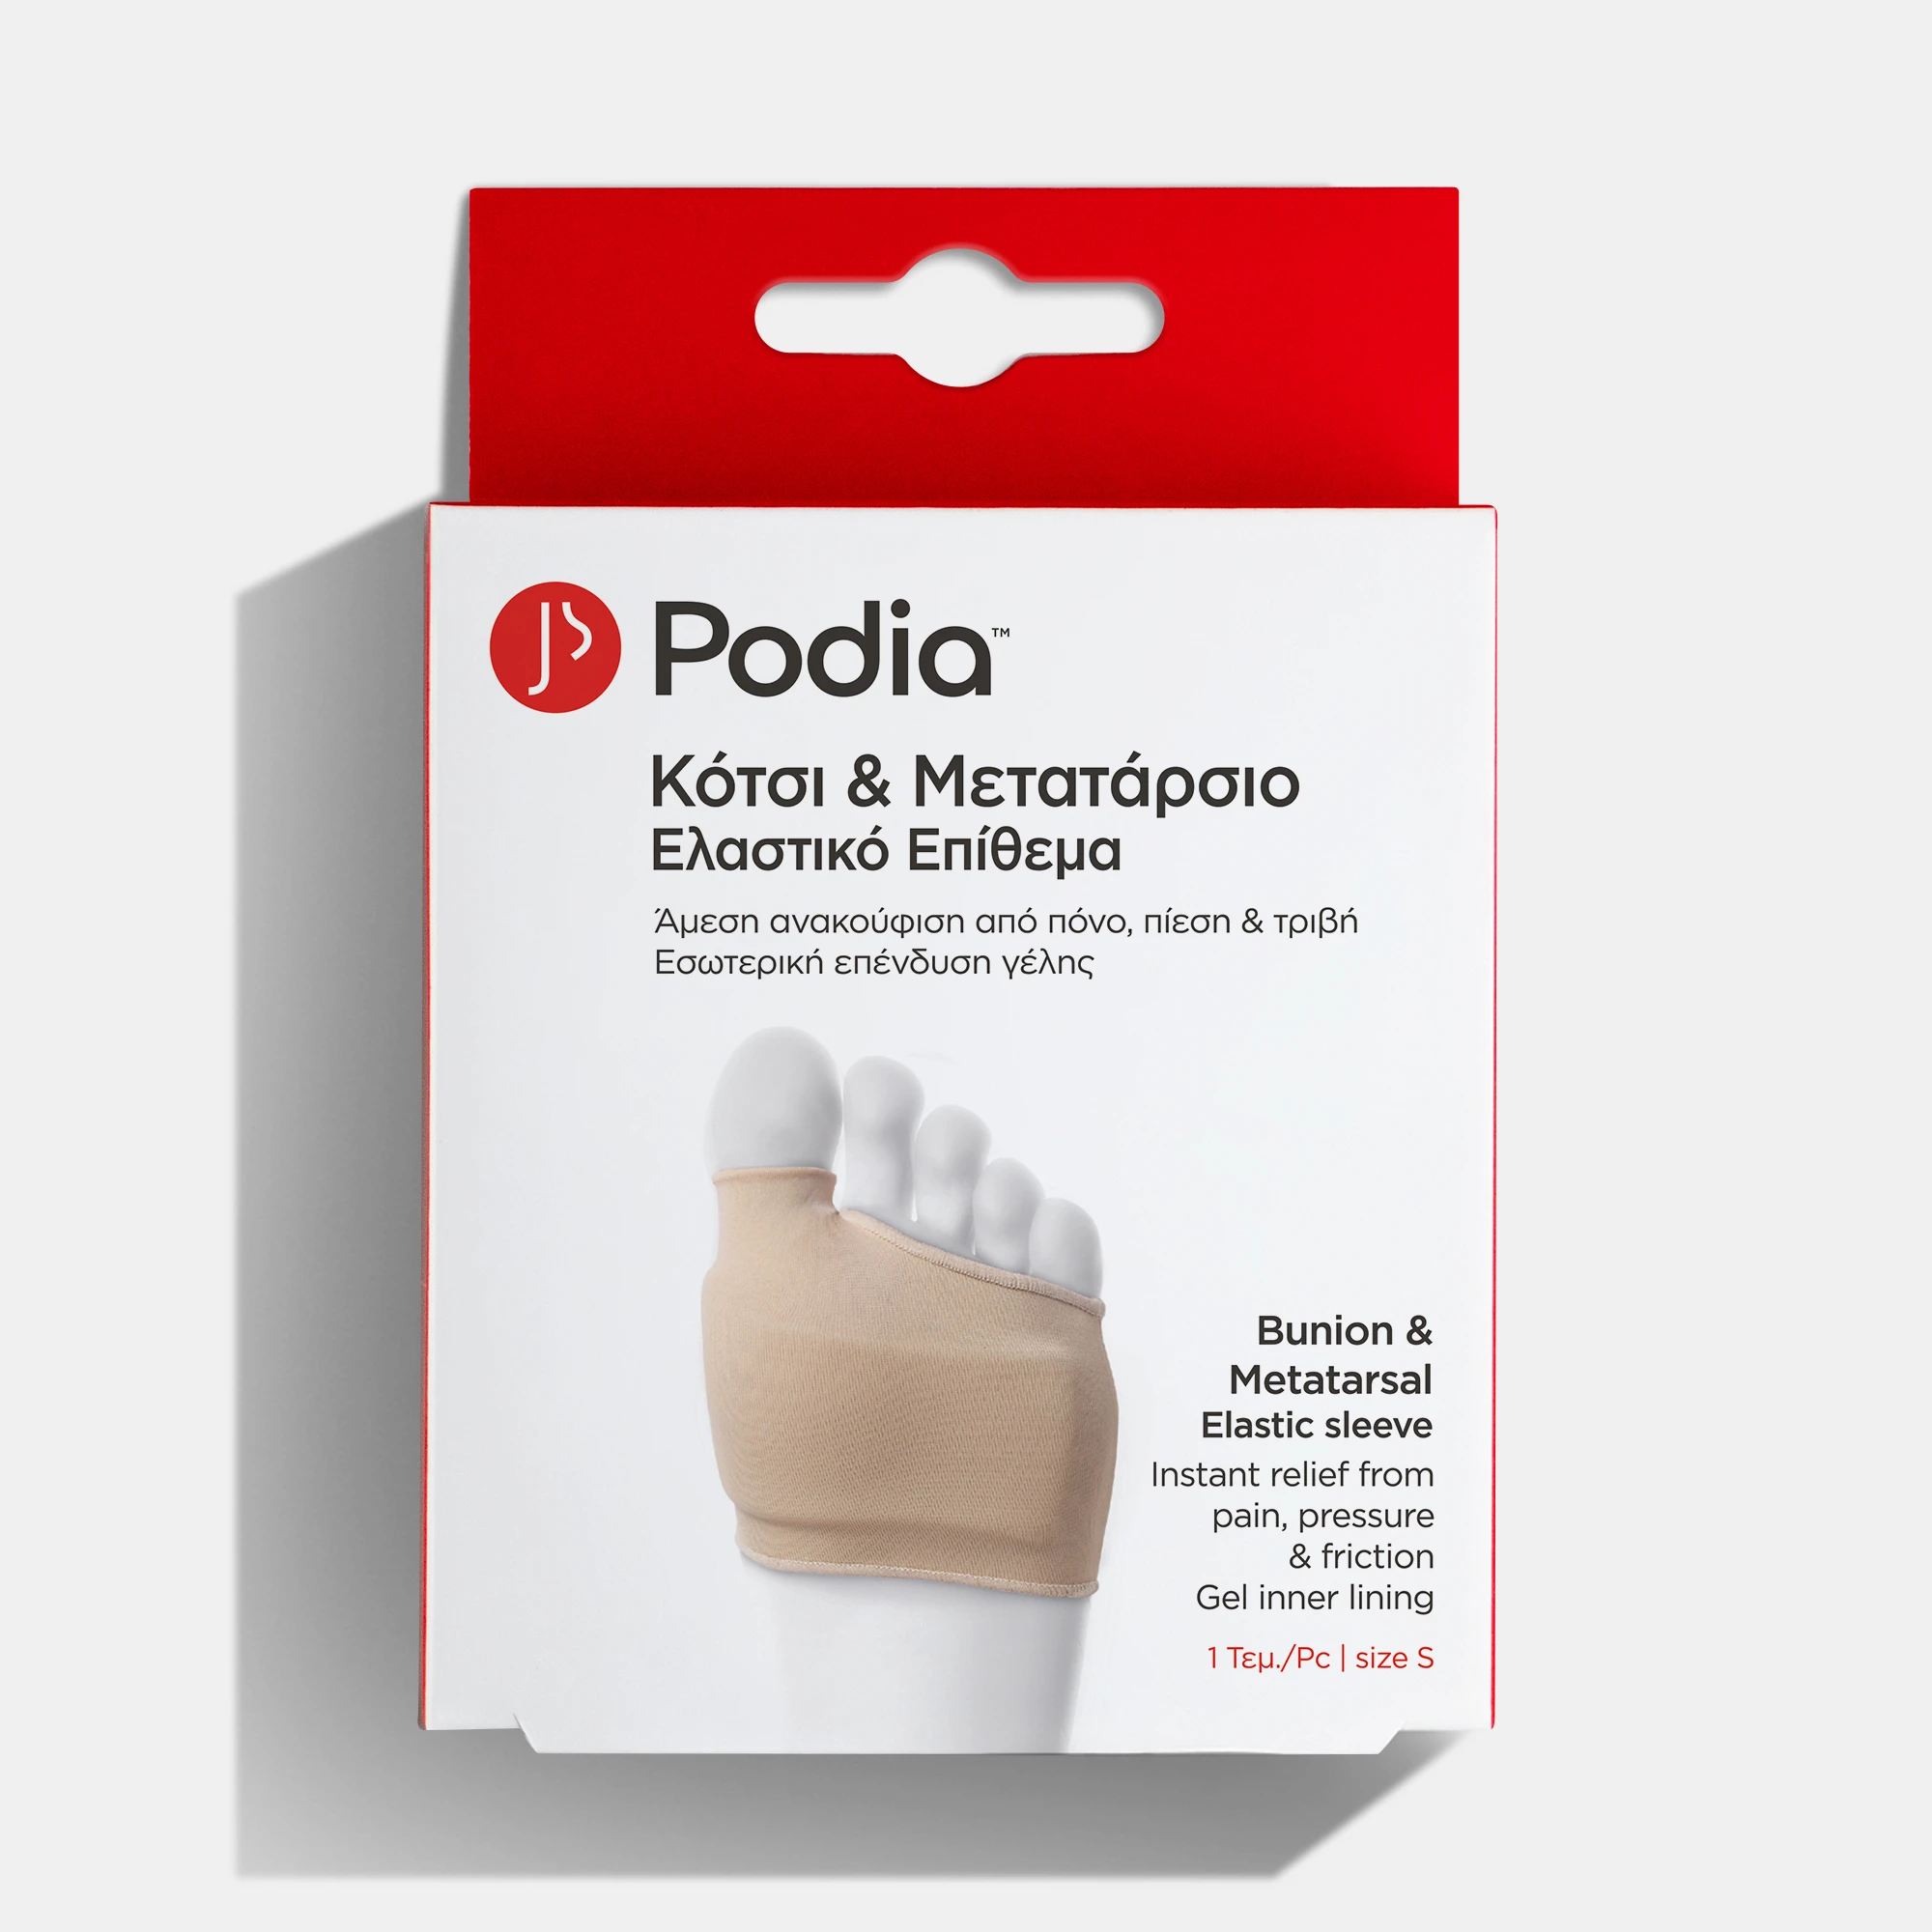 Podia™
Κότσι & Μετατάρσιο
Ελαστικό Επίθεμα
Άμεση ανακούφιση από πόνο, πίεση & τριβή
Εσωτερική επένδυση γέλης
Bunion &
Metatarsal
Elastic sleeve
Instant relief from
pain, pressure
& friction
Gel inner lining
1 Τεμ./Pc | size S